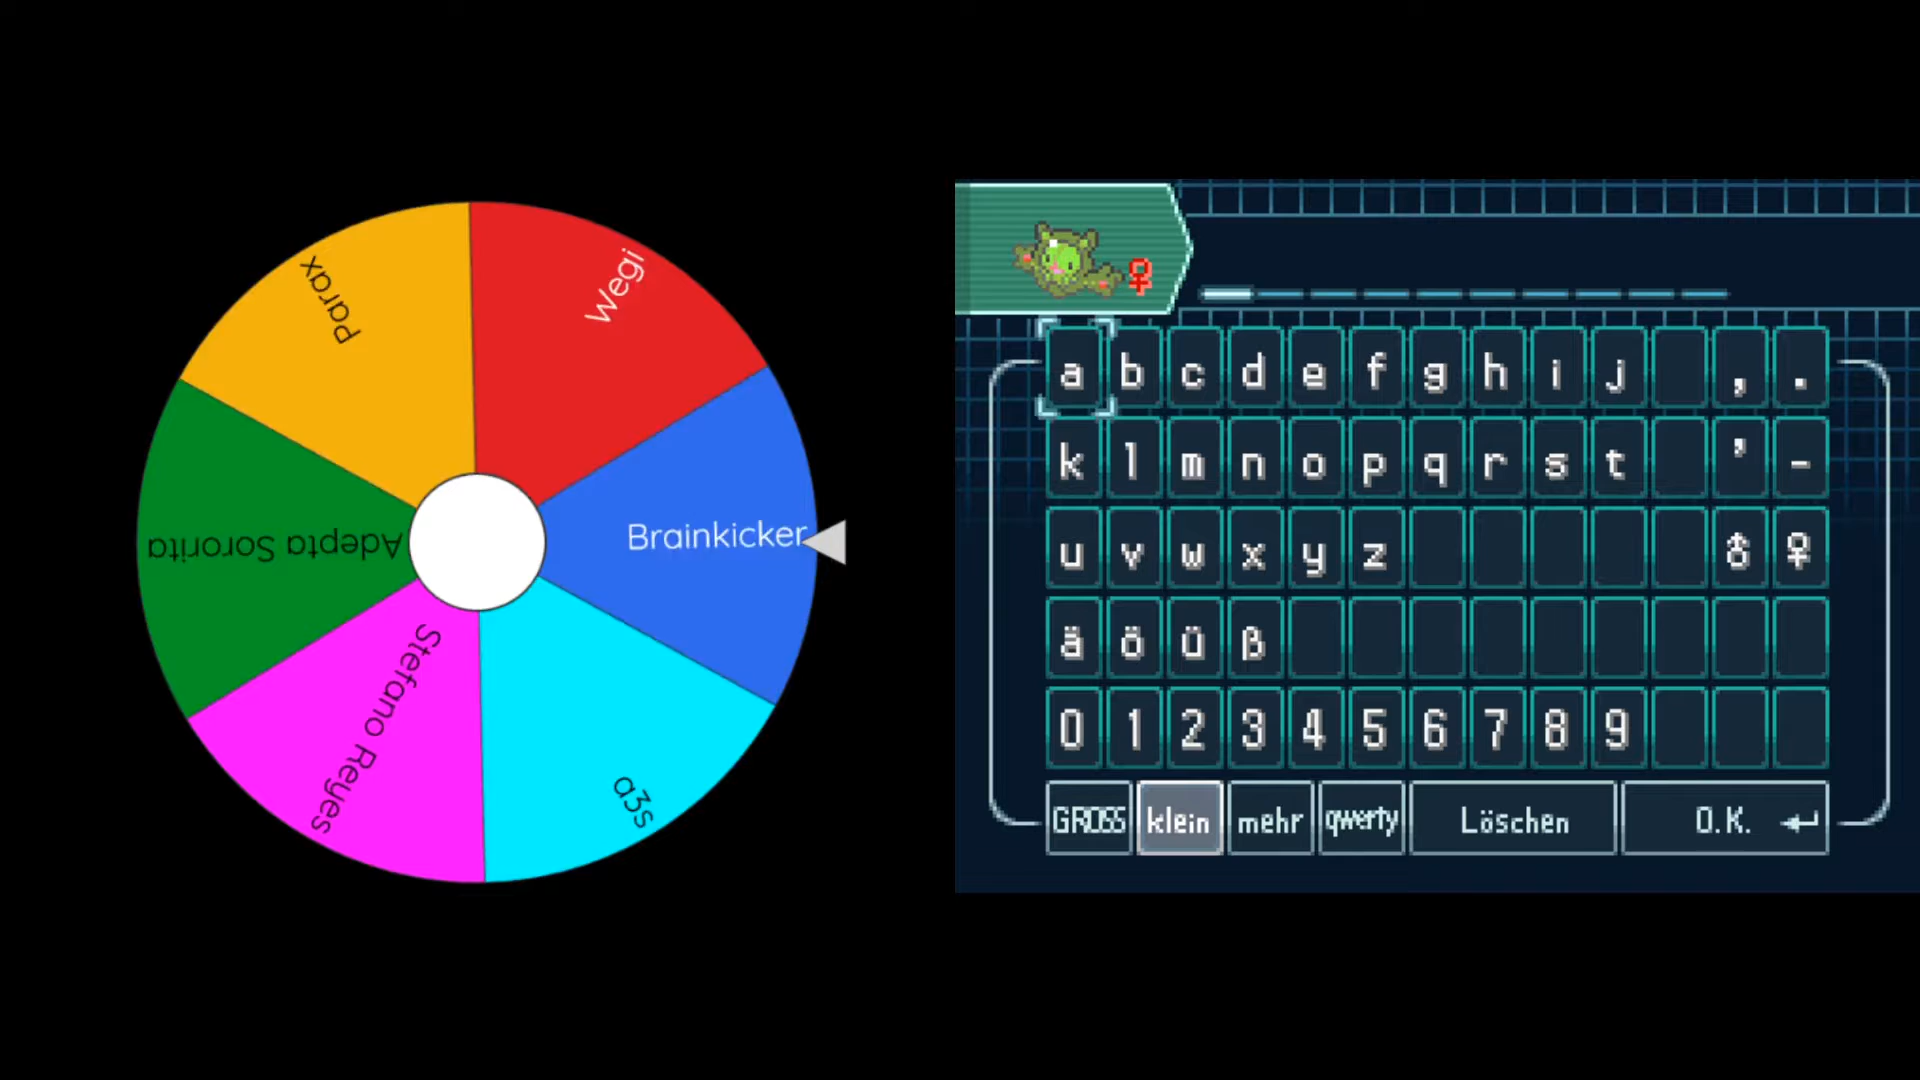 Parax
Wegi
Brainkicker
Adepta Sororita
Stefano Reyes
a3s
♀
a b c d e f g h i j , .
k l m n o p q r s t ’ -
u v w x y z ♂ ♀
ä ö ü ß
0 1 2 3 4 5 6 7 8 9
GROSS klein mehr qwerty Löschen O.K.